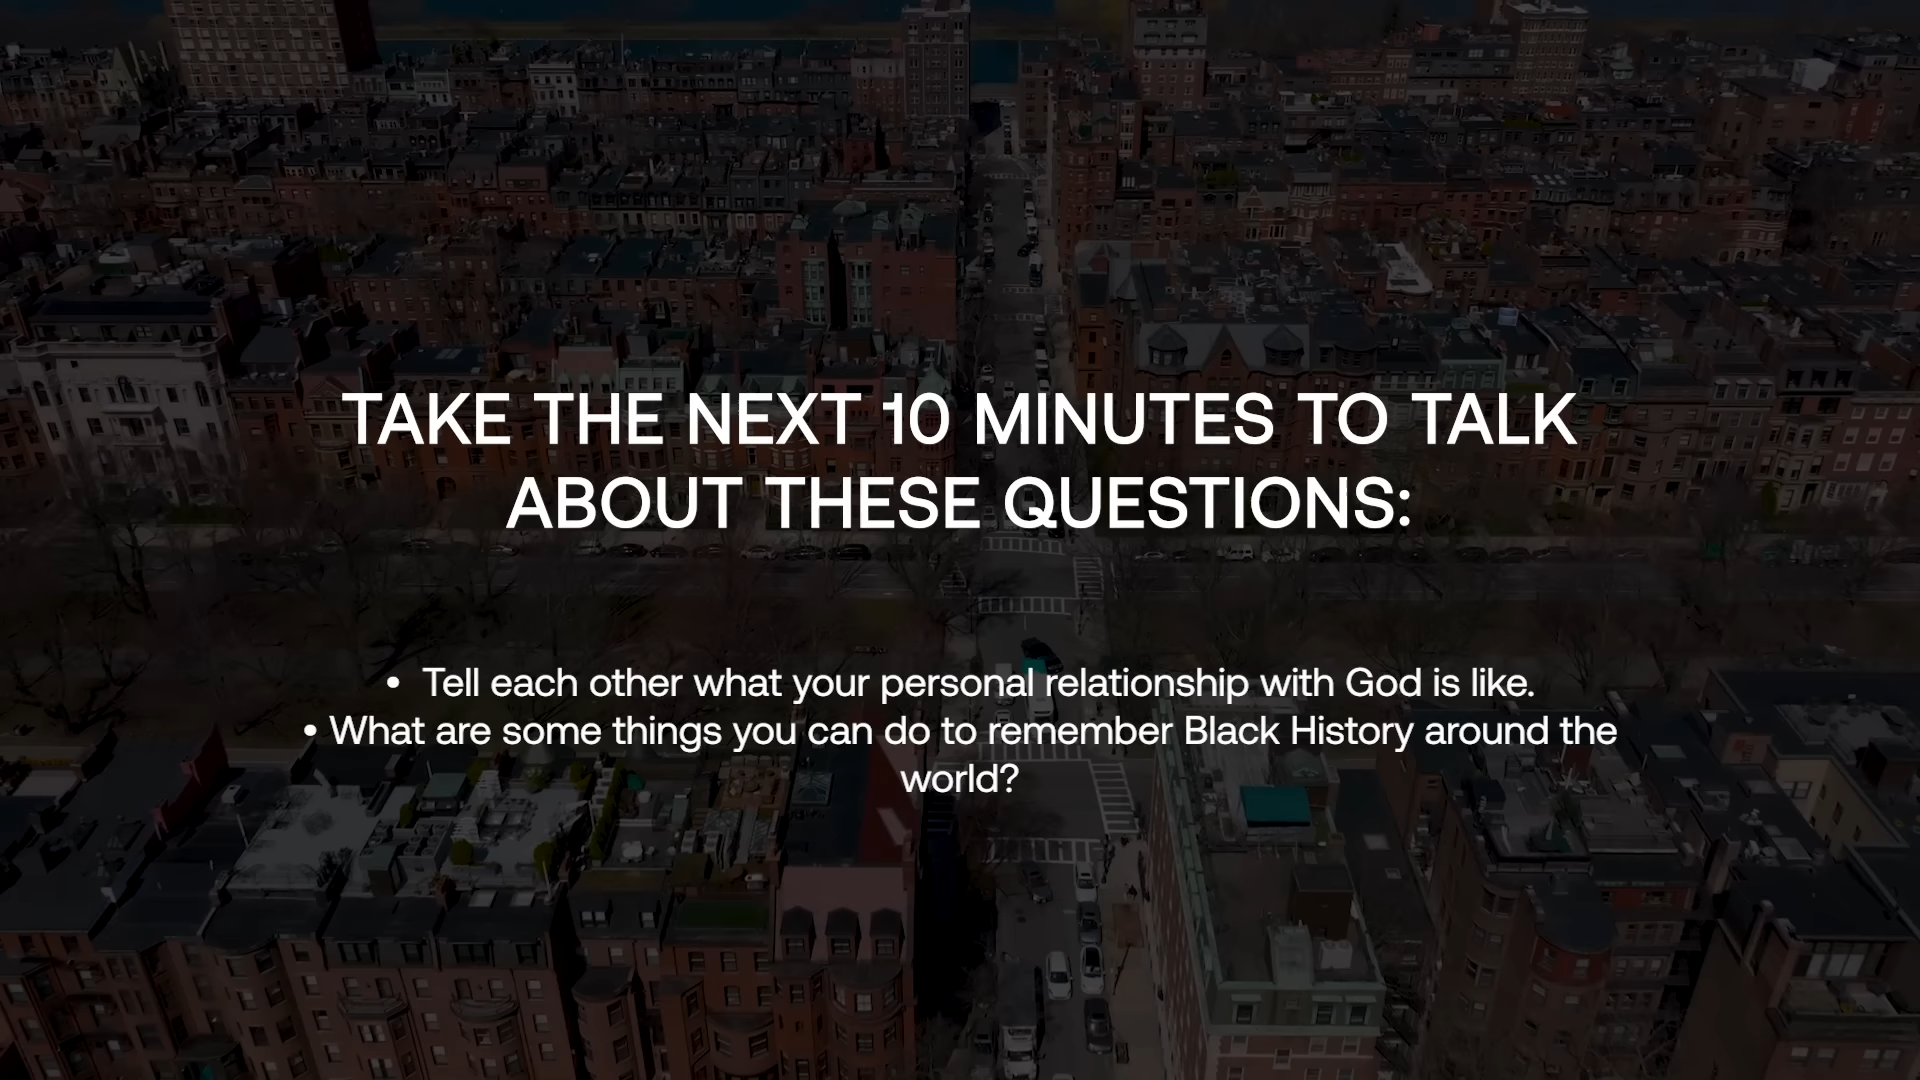 TAKE THE NEXT 10 MINUTES TO TALK
ABOUT THESE QUESTIONS:
• Tell each other what your personal relationship with God is like.
• What are some things you can do to remember Black History around the
world?